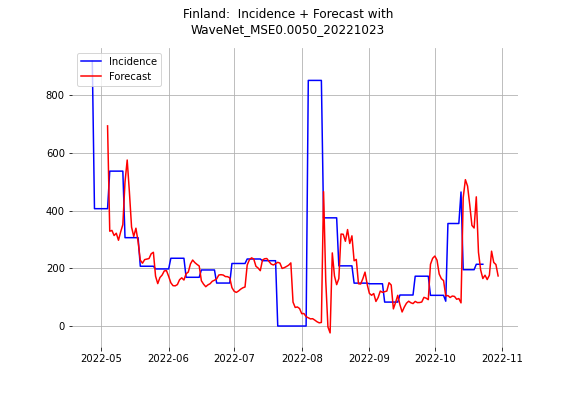 Finland:  Incidence + Forecast with
WaveNet_MSE0.0050_20221023
Incidence
Forecast
800
600
400
200
0
2022-05 2022-06 2022-07 2022-08 2022-09 2022-10 2022-11